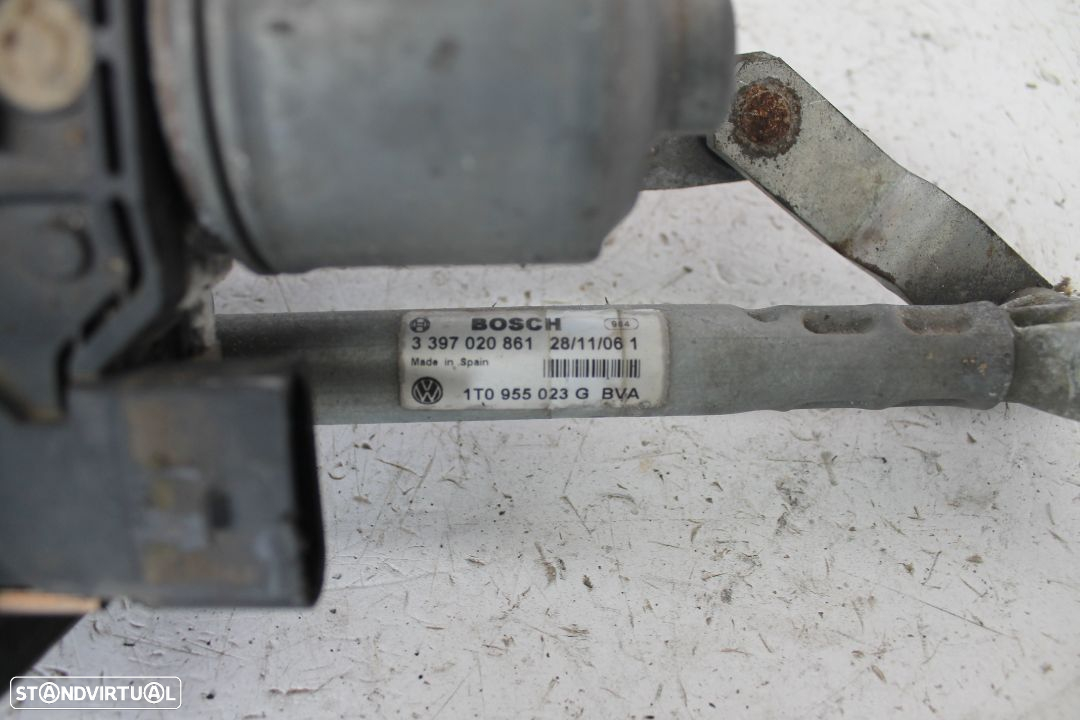 BOSCH 984
3 397 020 861 28/11/06 1
Made in Spain
1T0 955 023 G BVA
STANDVIRTUAL